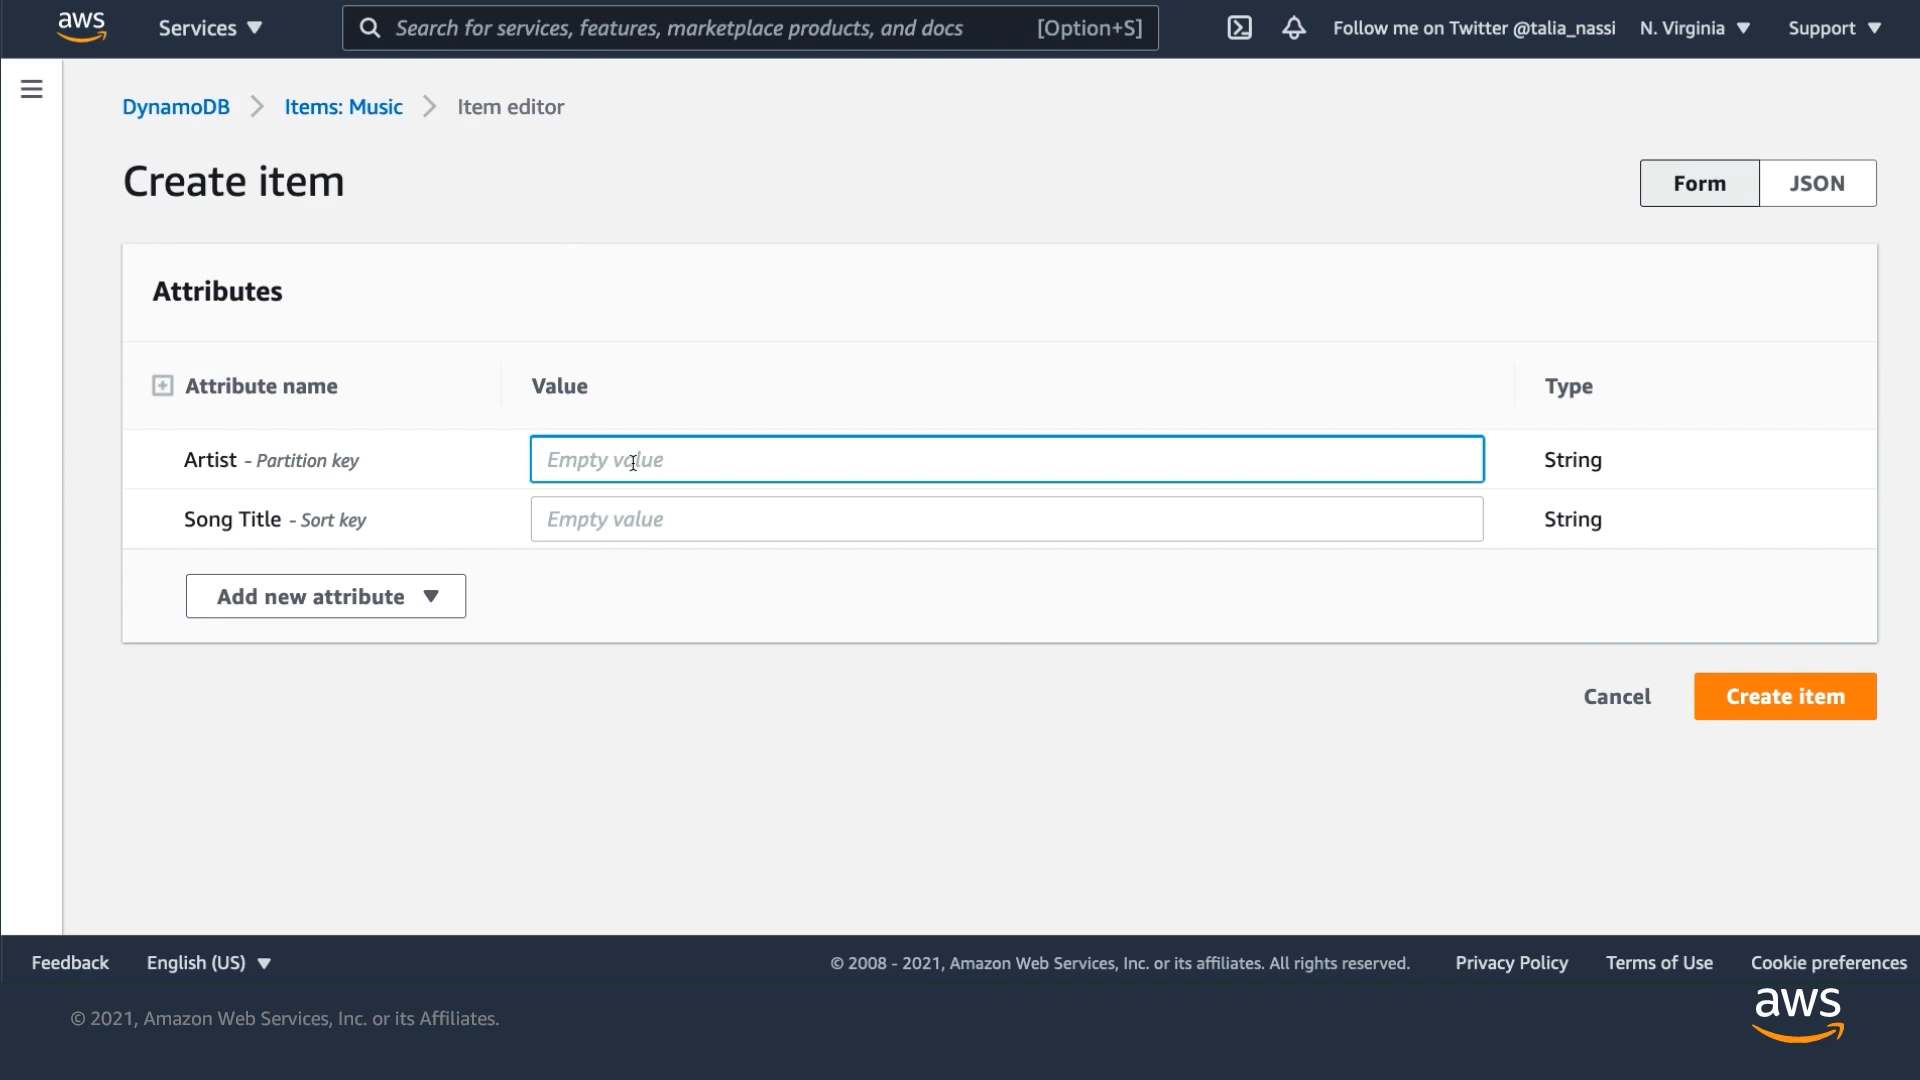 aws
Services
Search for services, features, marketplace products, and docs
[Option+S]
Follow me on Twitter @talia_nassi
N. Virginia
Support
DynamoDB
Items: Music
Item editor
Create item
Form
JSON
Attributes
Attribute name
Value
Type
Artist - Partition key
Empty value
String
Song Title - Sort key
Empty value
String
Add new attribute
Cancel
Create item
Feedback
English (US)
© 2008 - 2021, Amazon Web Services, Inc. or its affiliates. All rights reserved.
Privacy Policy
Terms of Use
Cookie preferences
© 2021, Amazon Web Services, Inc. or its Affiliates.
aws